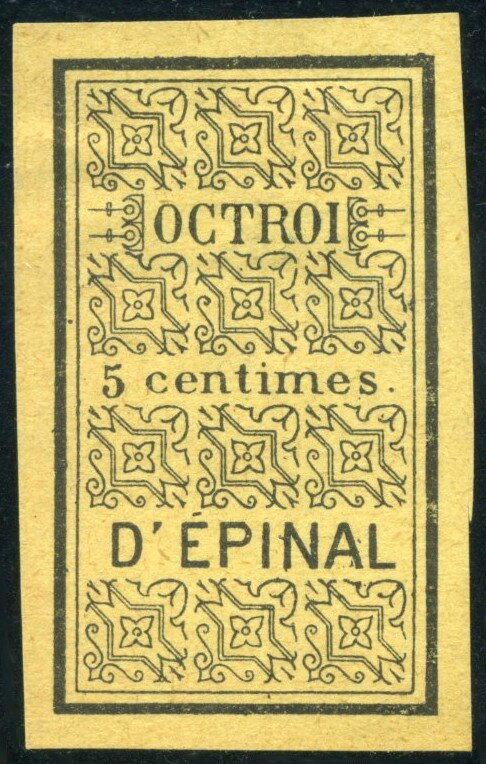 OCTROI
5 centimes.
D'ÉPINAL